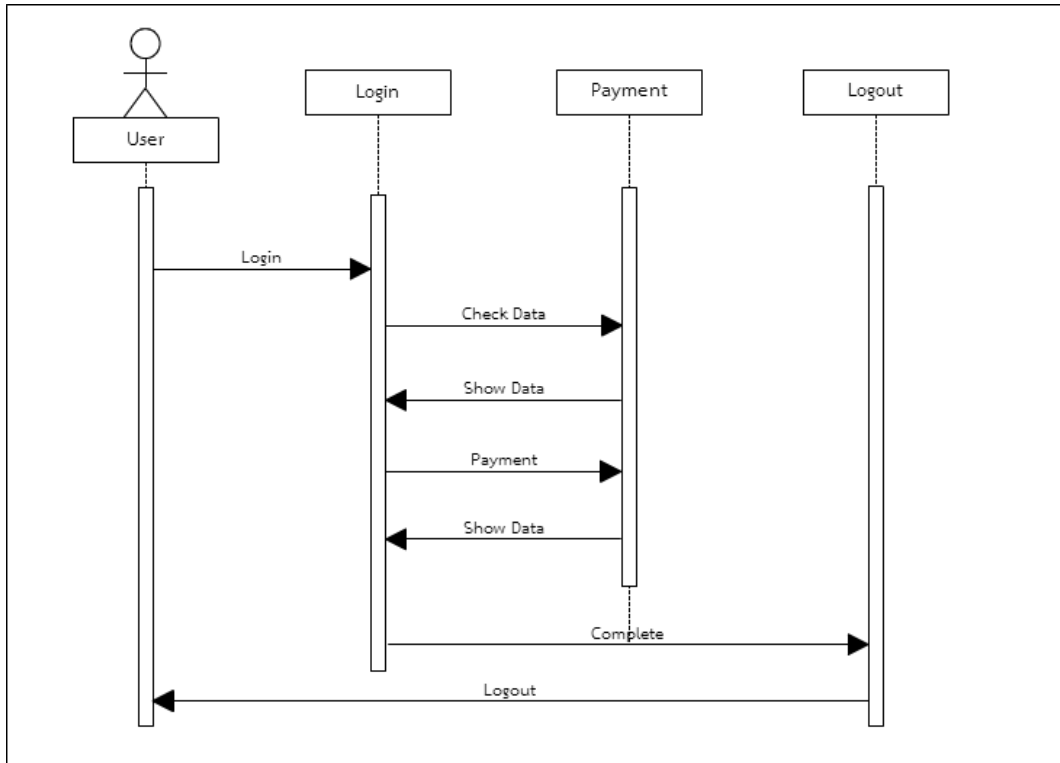 User
Login
Payment
Logout
Login
Check Data
Show Data
Payment
Show Data
Complete
Logout